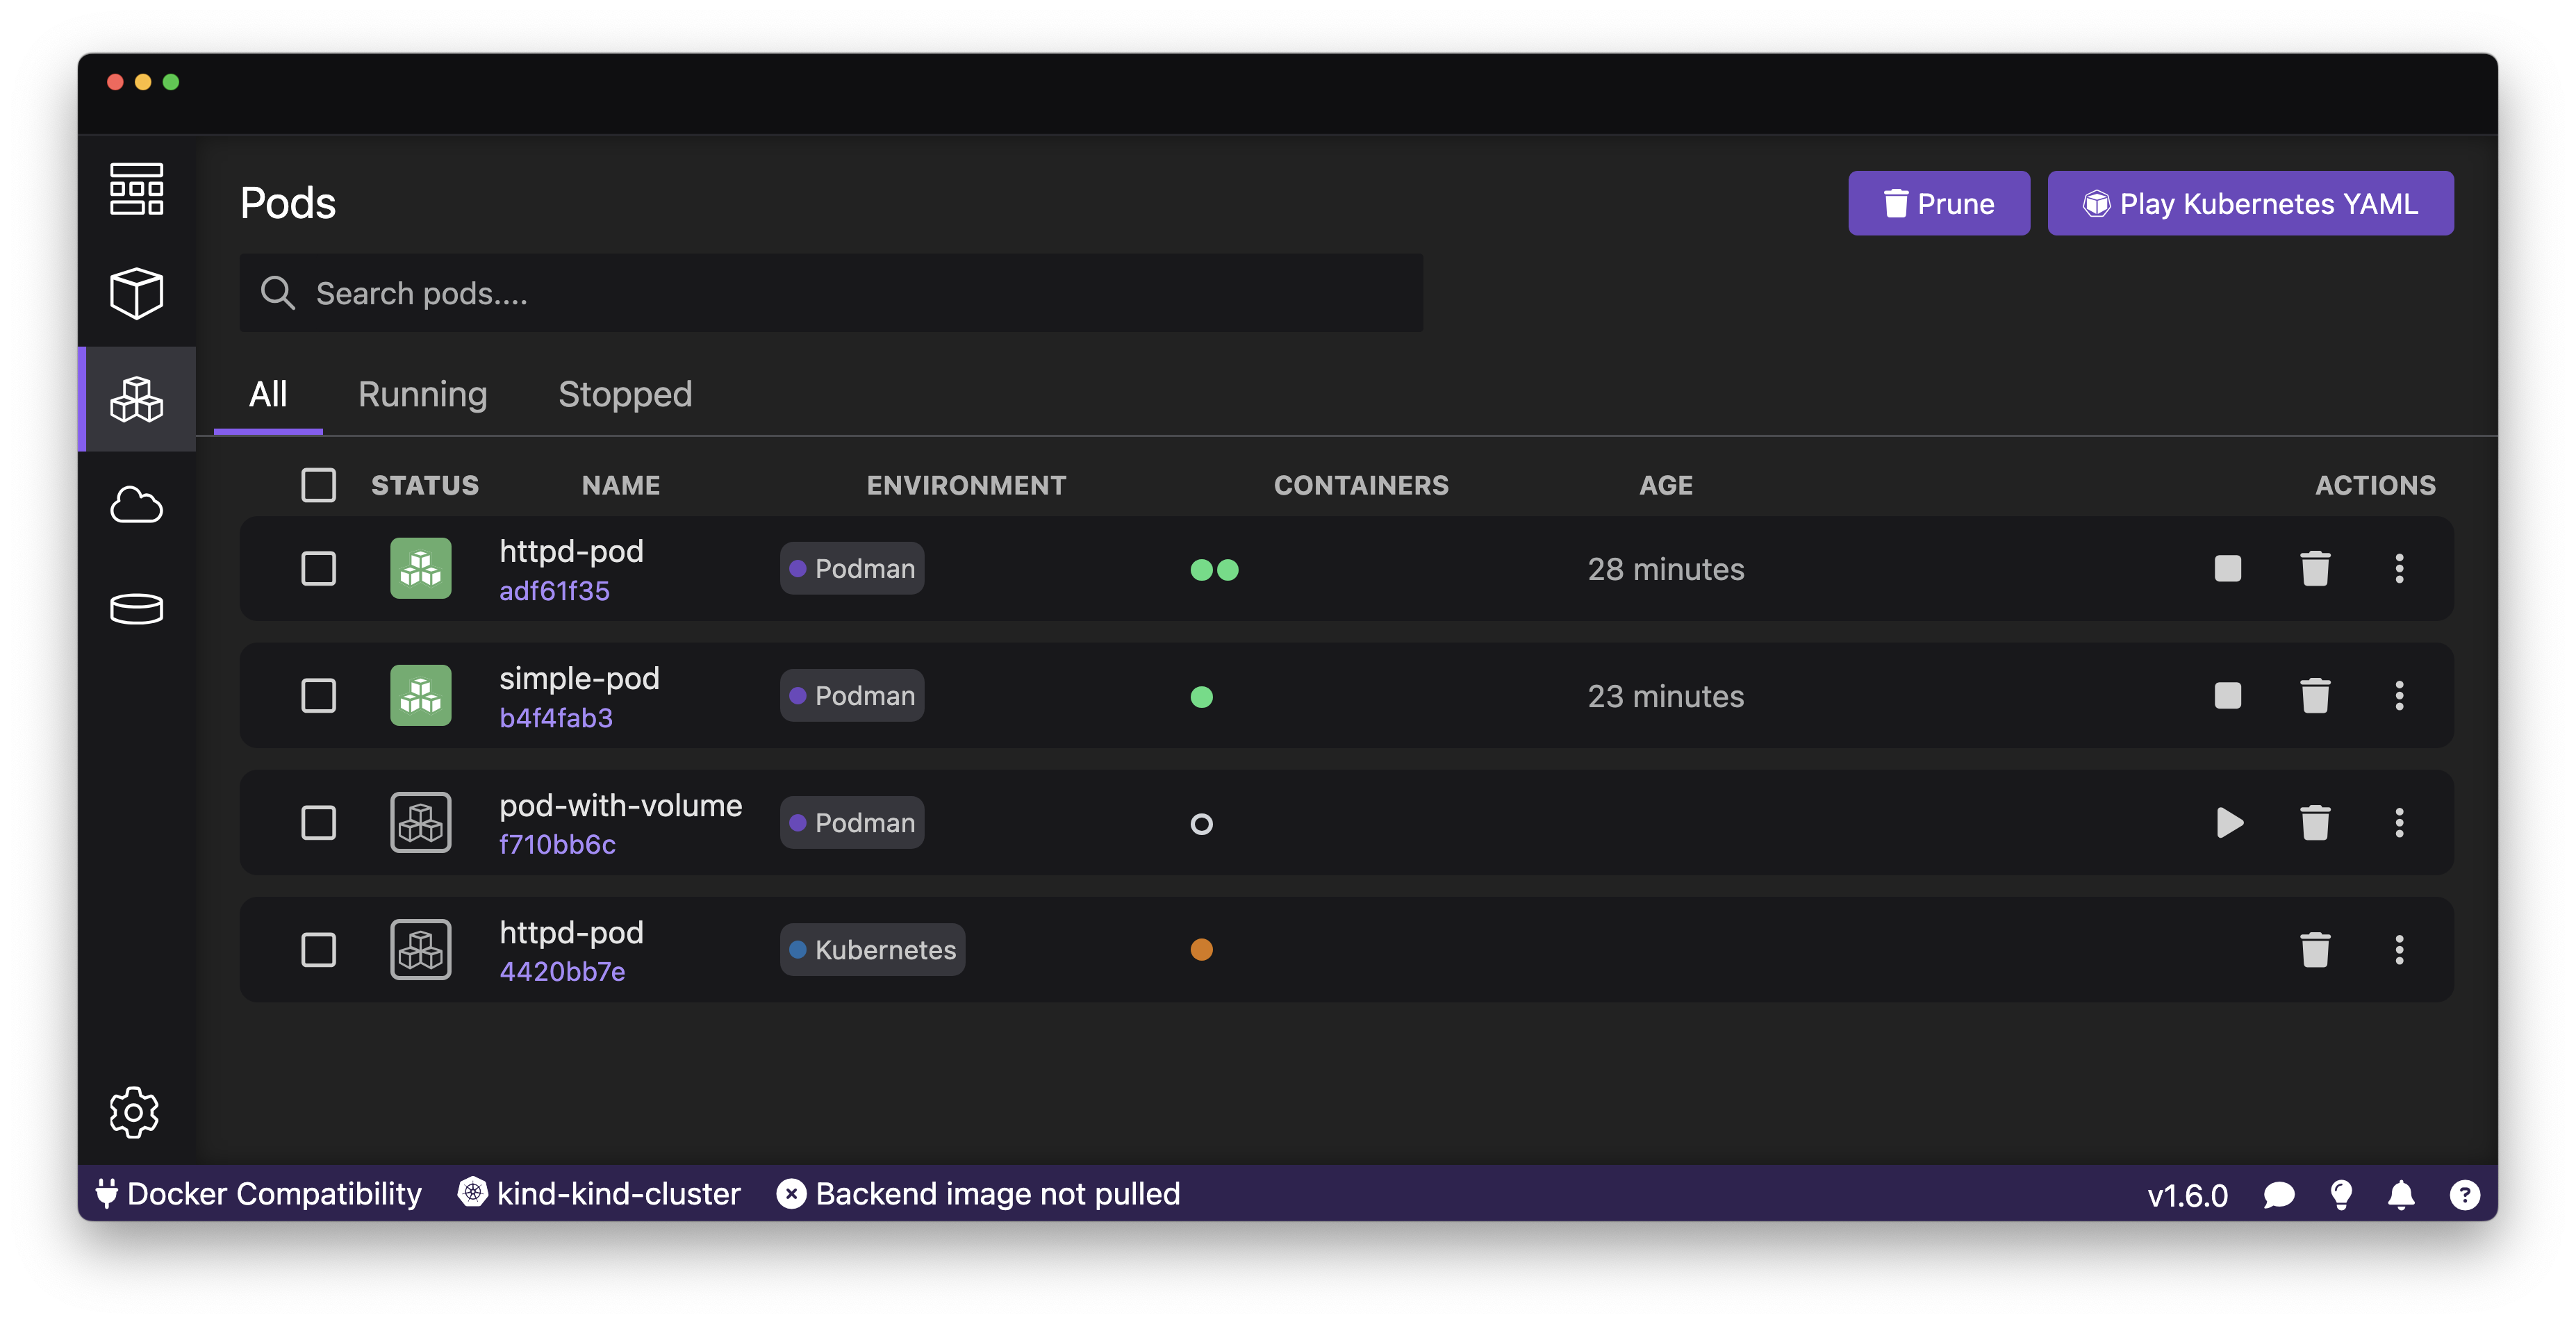 Pods
Prune
Play Kubernetes YAML
Search pods....
All Running Stopped
STATUS NAME ENVIRONMENT CONTAINERS AGE ACTIONS
httpd-pod
adf61f35
Podman
28 minutes
simple-pod
b4f4fab3
Podman
23 minutes
pod-with-volume
f710bb6c
Podman
httpd-pod
4420bb7e
Kubernetes
Docker Compatibility kind-kind-cluster Backend image not pulled v1.6.0